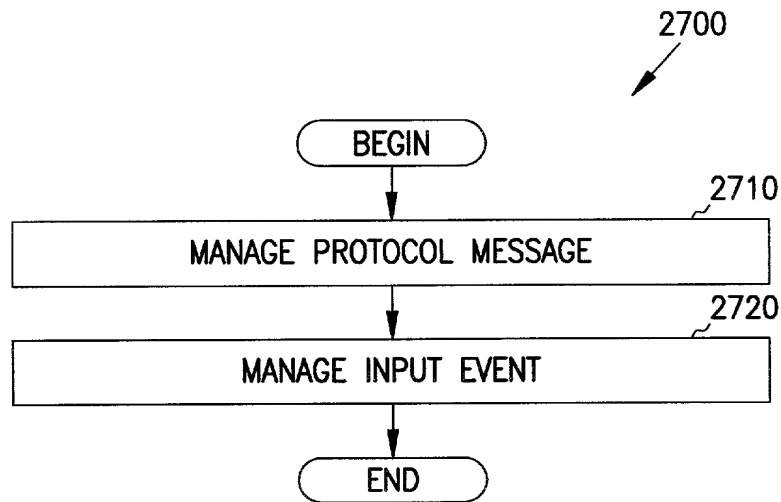 2700
BEGIN
2710
MANAGE PROTOCOL MESSAGE
2720
MANAGE INPUT EVENT
END